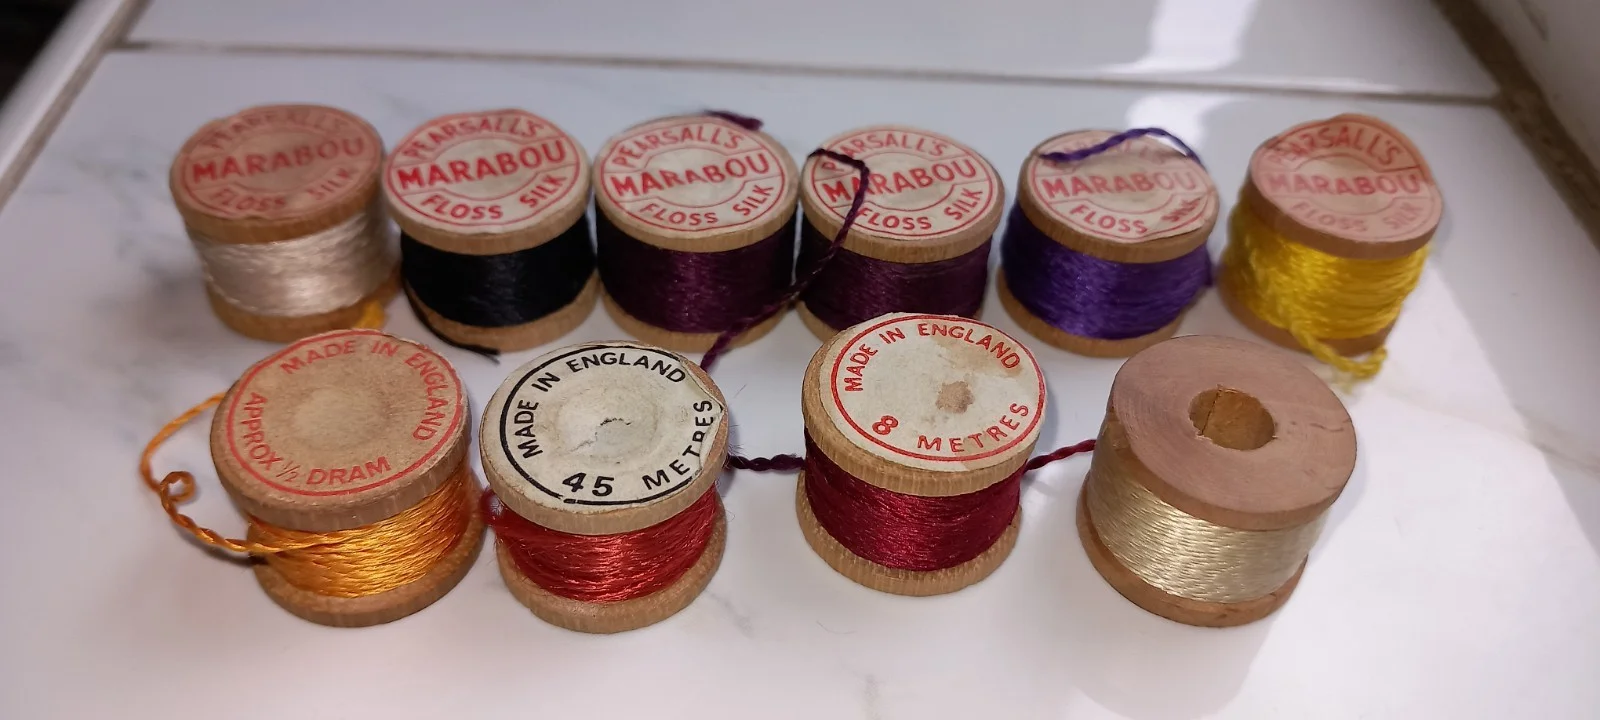 PEARSALL'S
MARABOU
FLOSS SILK
PEARSALL'S
MARABOU
FLOSS SILK
PEARSALL'S
MARABOU
FLOSS SILK
PEARSALL'S
MARABOU
FLOSS SILK
MARABOU
FLOSS SILK
PEARSALL'S
MARABOU
FLOSS SILK
MADE IN ENGLAND
APPROX ½ DRAM
MADE IN ENGLAND
45 METRES
MADE IN ENGLAND
8 METRES